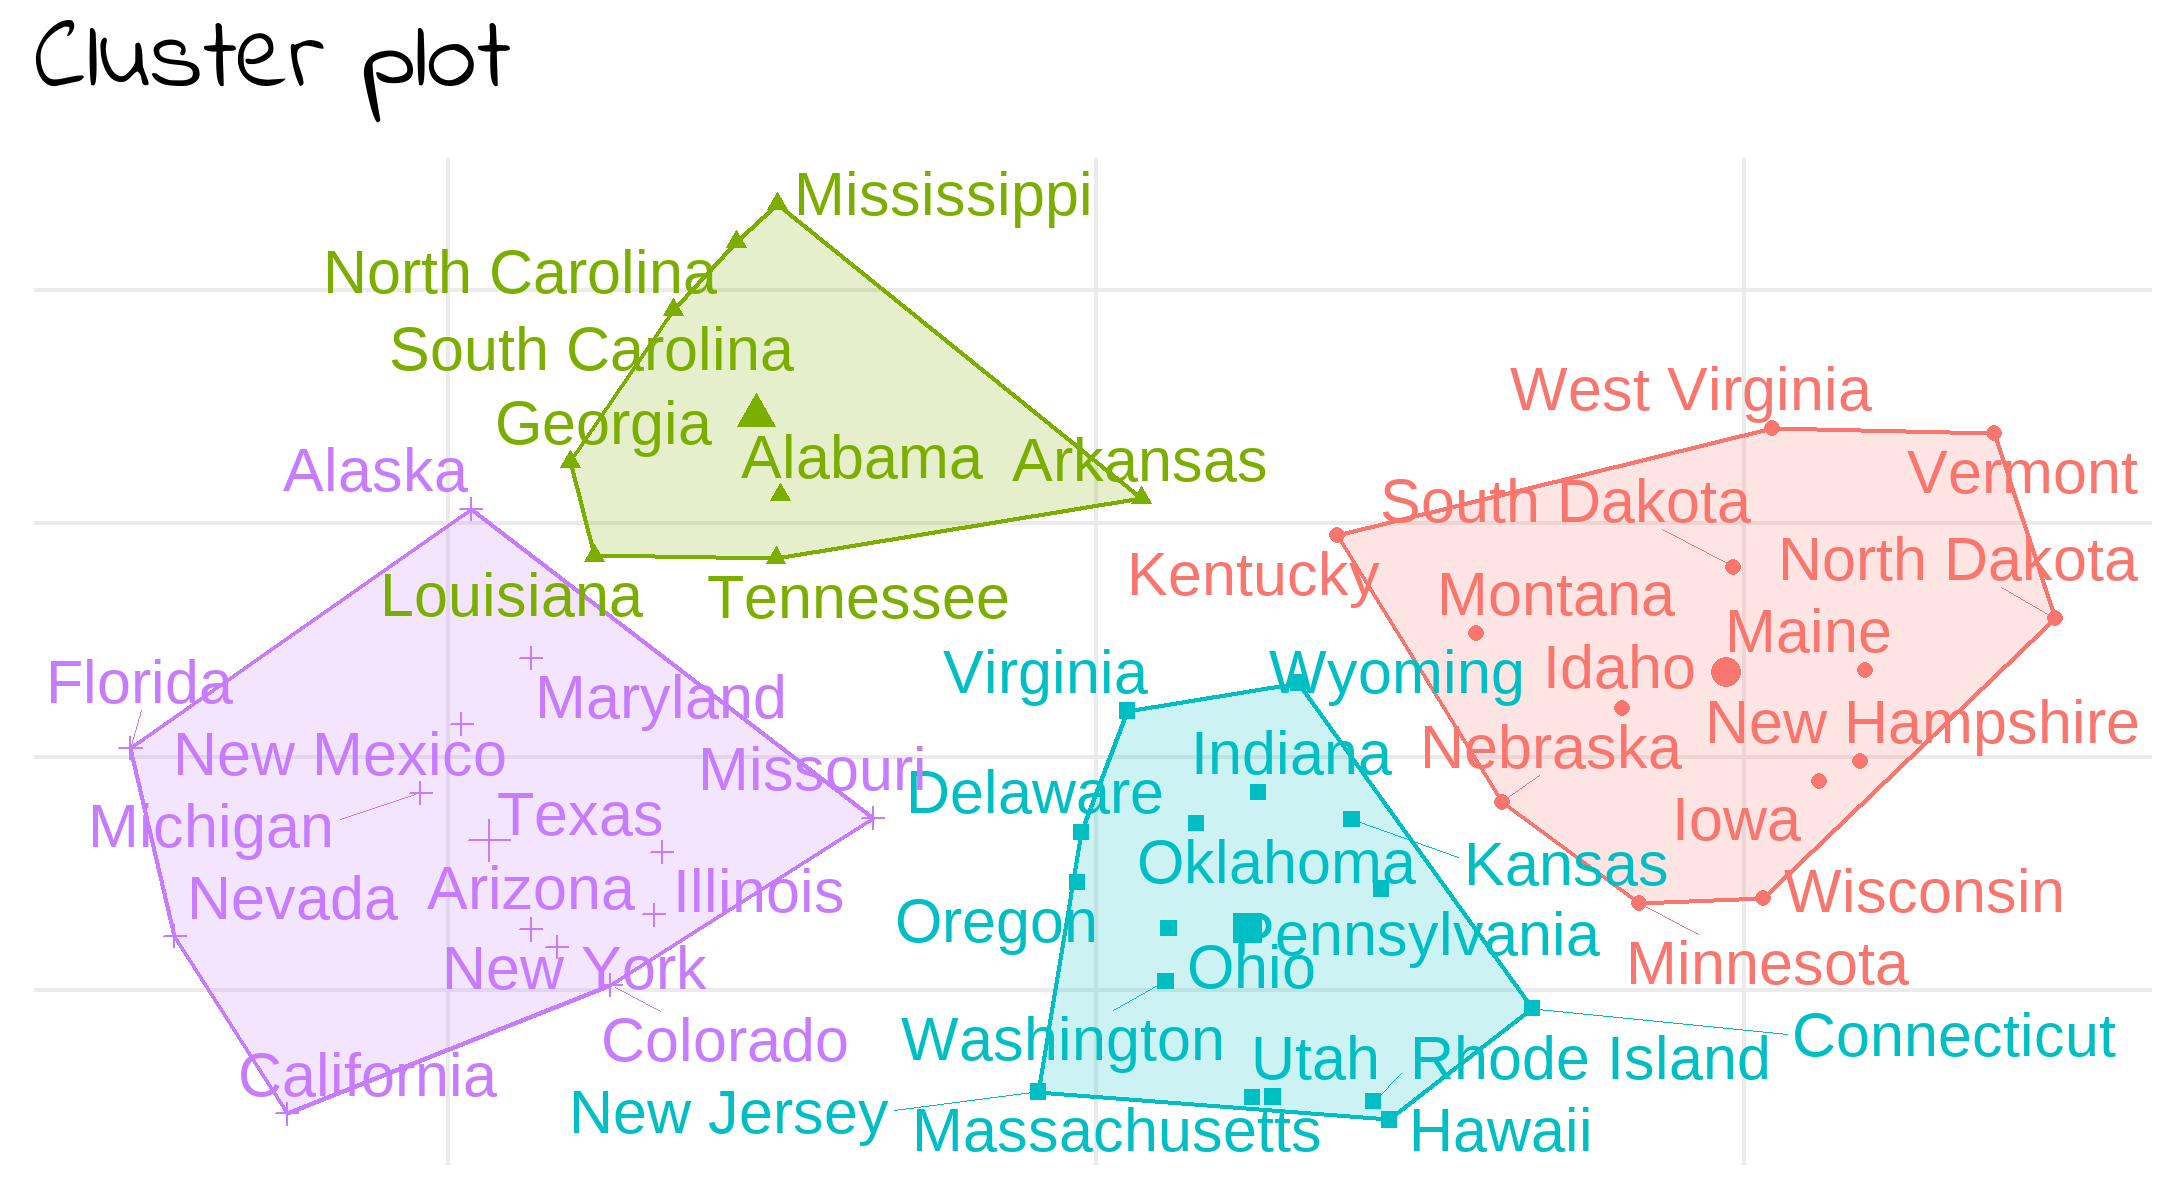 Cluster plot
Mississippi
North Carolina
South Carolina
West Virginia
Georgia
Alabama
Arkansas
Alaska
Vermont
South Dakota
North Dakota
Kentucky
Montana
Louisiana
Tennessee
Maine
Virginia
Wyoming
Idaho
Florida
Maryland
New Hampshire
New Mexico
Missouri
Indiana
Nebraska
Delaware
Michigan
Texas
Iowa
Oklahoma
Kansas
Nevada
Arizona
Illinois
Wisconsin
Oregon
Pennsylvania
New York
Ohio
Minnesota
Colorado
Washington
Utah
Rhode Island
Connecticut
California
New Jersey
Massachusetts
Hawaii